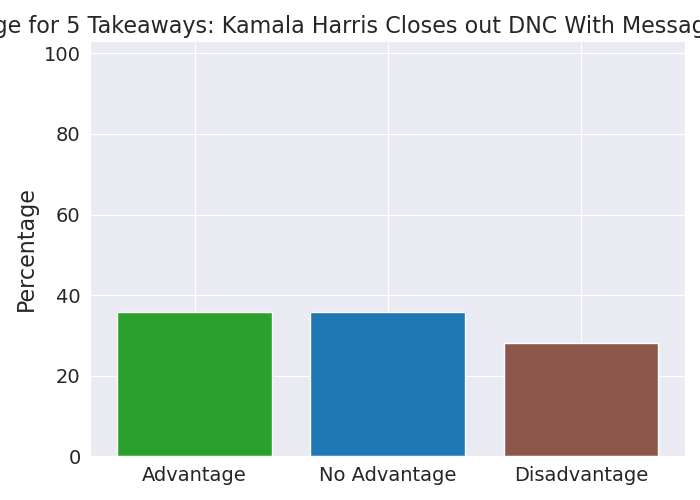 ge for 5 Takeaways: Kamala Harris Closes out DNC With Messag
100
80
60
40
20
0
Percentage
Advantage
No Advantage
Disadvantage